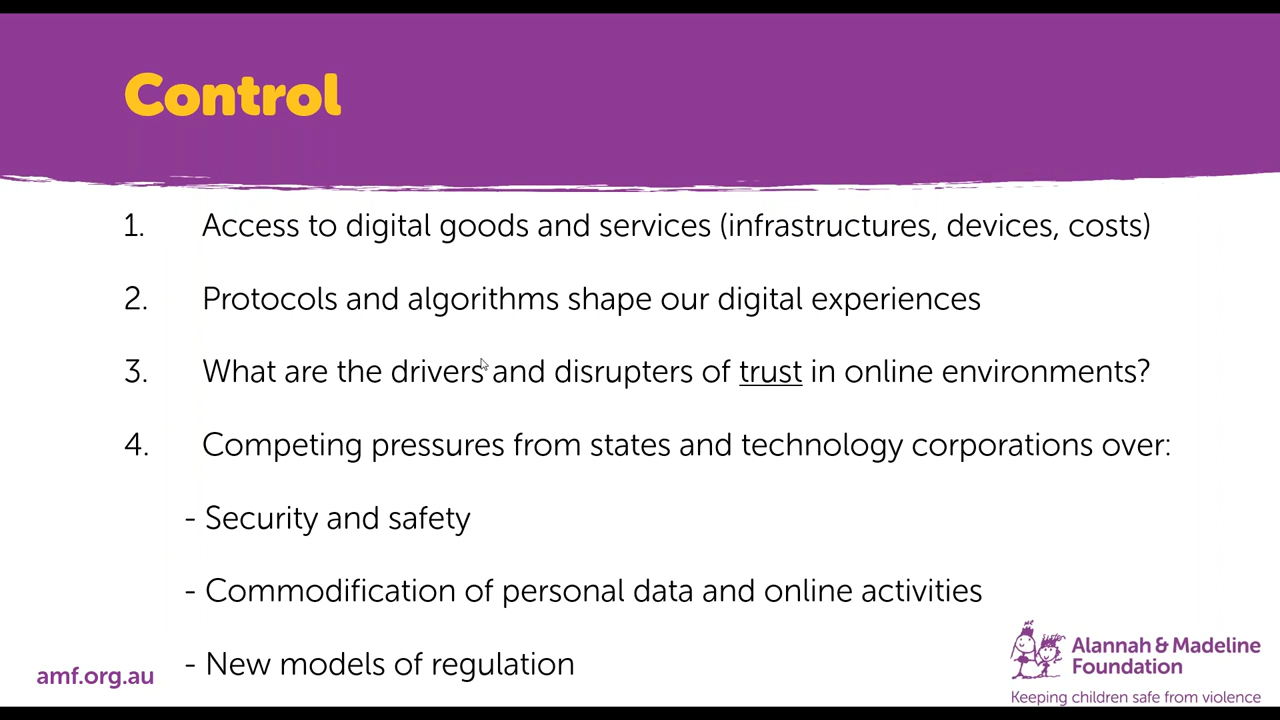 Control
1. Access to digital goods and services (infrastructures, devices, costs)
2. Protocols and algorithms shape our digital experiences
3. What are the drivers and disrupters of trust in online environments?
4. Competing pressures from states and technology corporations over:
- Security and safety
- Commodification of personal data and online activities
- New models of regulation
amf.org.au
Alannah & Madeline
Foundation
Keeping children safe from violence